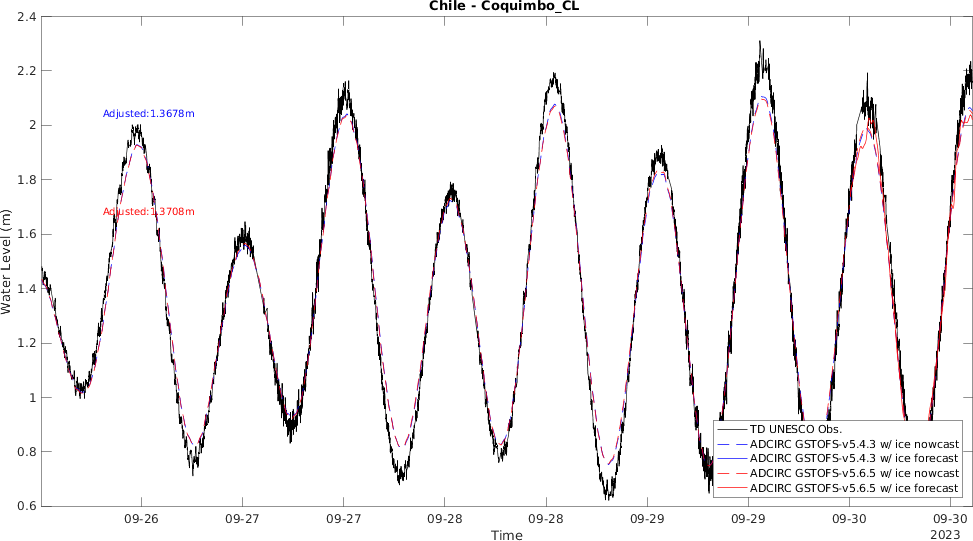 Chile - Coquimbo_CL
2.4
2.2
2
1.8
1.6
1.4
1.2
1
0.8
0.6
Water Level (m)
Adjusted:1.3678m
Adjusted:1.3708m
TD UNESCO Obs.
ADCIRC GSTOFS-v5.4.3 w/ ice nowcast
ADCIRC GSTOFS-v5.4.3 w/ ice forecast
ADCIRC GSTOFS-v5.6.5 w/ ice nowcast
ADCIRC GSTOFS-v5.6.5 w/ ice forecast
09-26 09-27 09-27 09-28 09-28 09-29 09-29 09-30 09-30
2023
Time